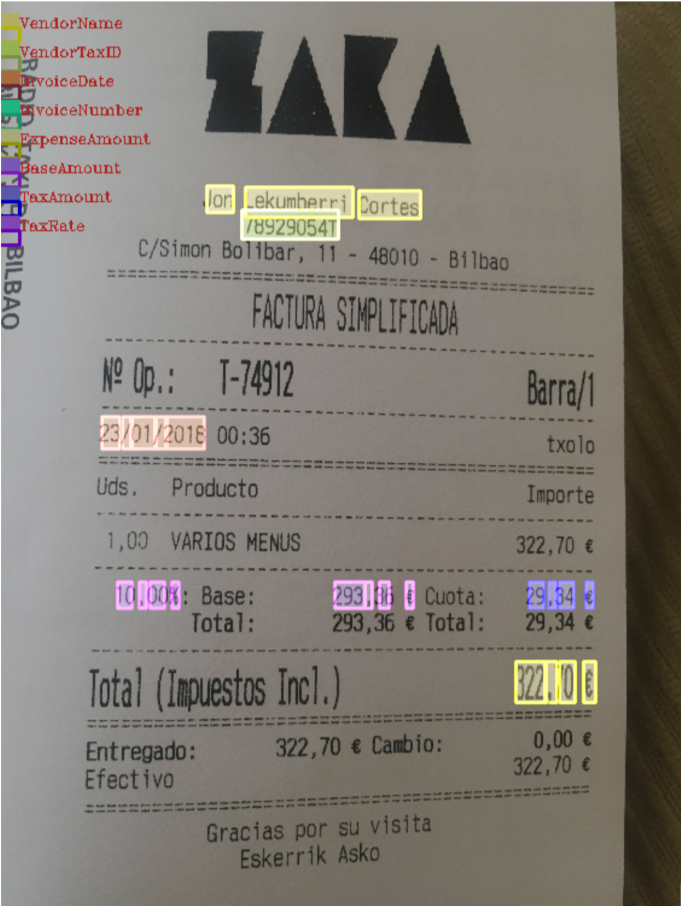 VendorName
VendorTaxID
InvoiceDate
InvoiceNumber
ExpenseAmount
BaseAmount
TaxAmount
TaxRate
BILBAO
ZAKA
Jon Lekumberri Cortes
78929054T
C/Simon Bolibar, 11 - 48010 - Bilbao
FACTURA SIMPLIFICADA
Nº Op.: T-74912 Barra/1
23/01/2018 00:36 txolo
Uds. Producto Importe
1,00 VARIOS MENUS 322,70 €
10,00%: Base: 293,36 € Cuota: 29,34 €
Total: 293,36 € Total: 29,34 €
Total (Impuestos Incl.) 322,70 €
Entregado: 322,70 € Cambio: 0,00 €
Efectivo 322,70 €
Gracias por su visita
Eskerrik Asko